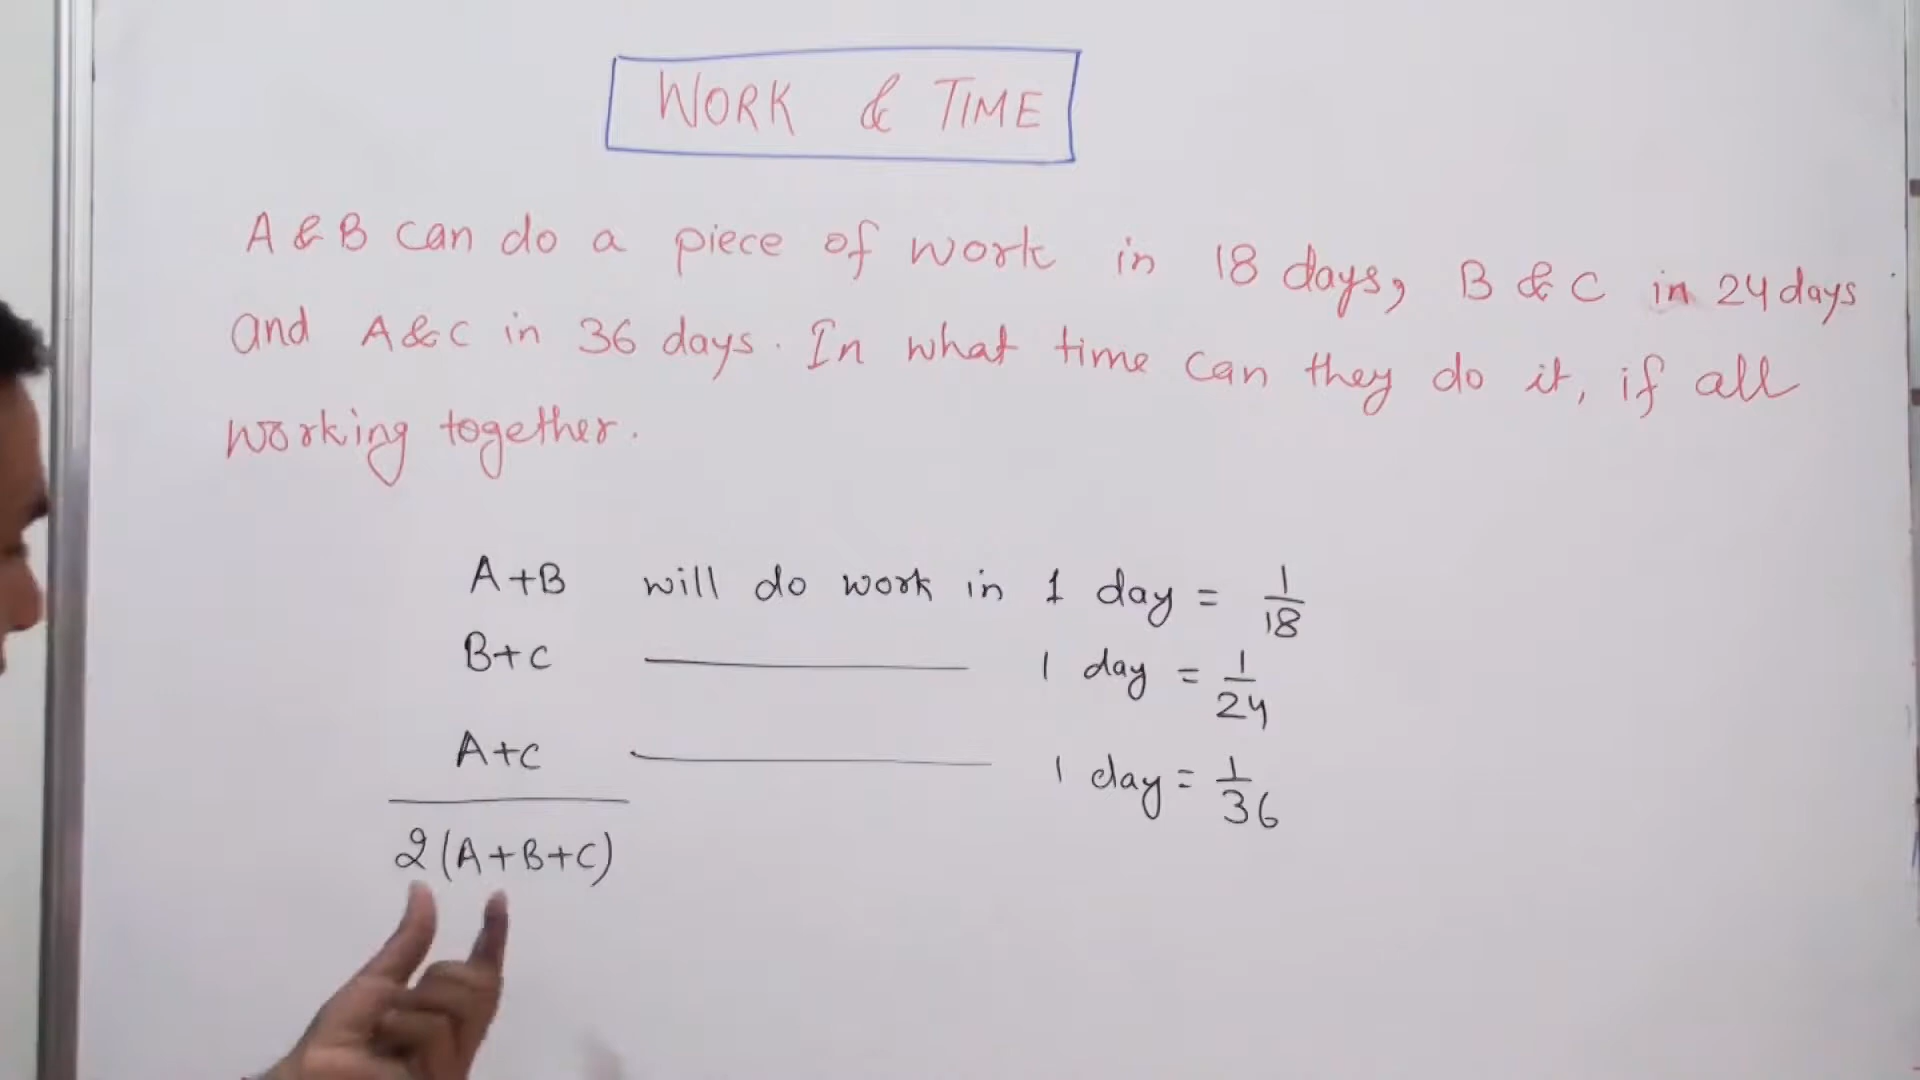 WORK & TIME
A & B can do a piece of work in 18 days, B & C in 24 days
and A & C in 36 days. In what time can they do it, if all
working together.
A+B will do work in 1 day = 1/18
B+C ———— 1 day = 1/24
A+C ———— 1 day = 1/36
2(A+B+C)